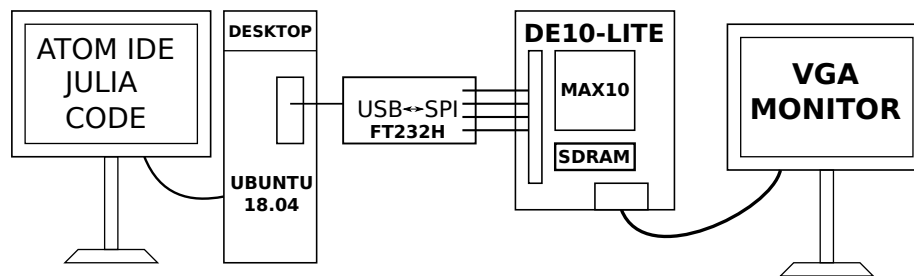 ATOM IDE
JULIA
CODE
DESKTOP
UBUNTU
18.04
USB↔SPI
FT232H
DE10-LITE
MAX10
SDRAM
VGA
MONITOR